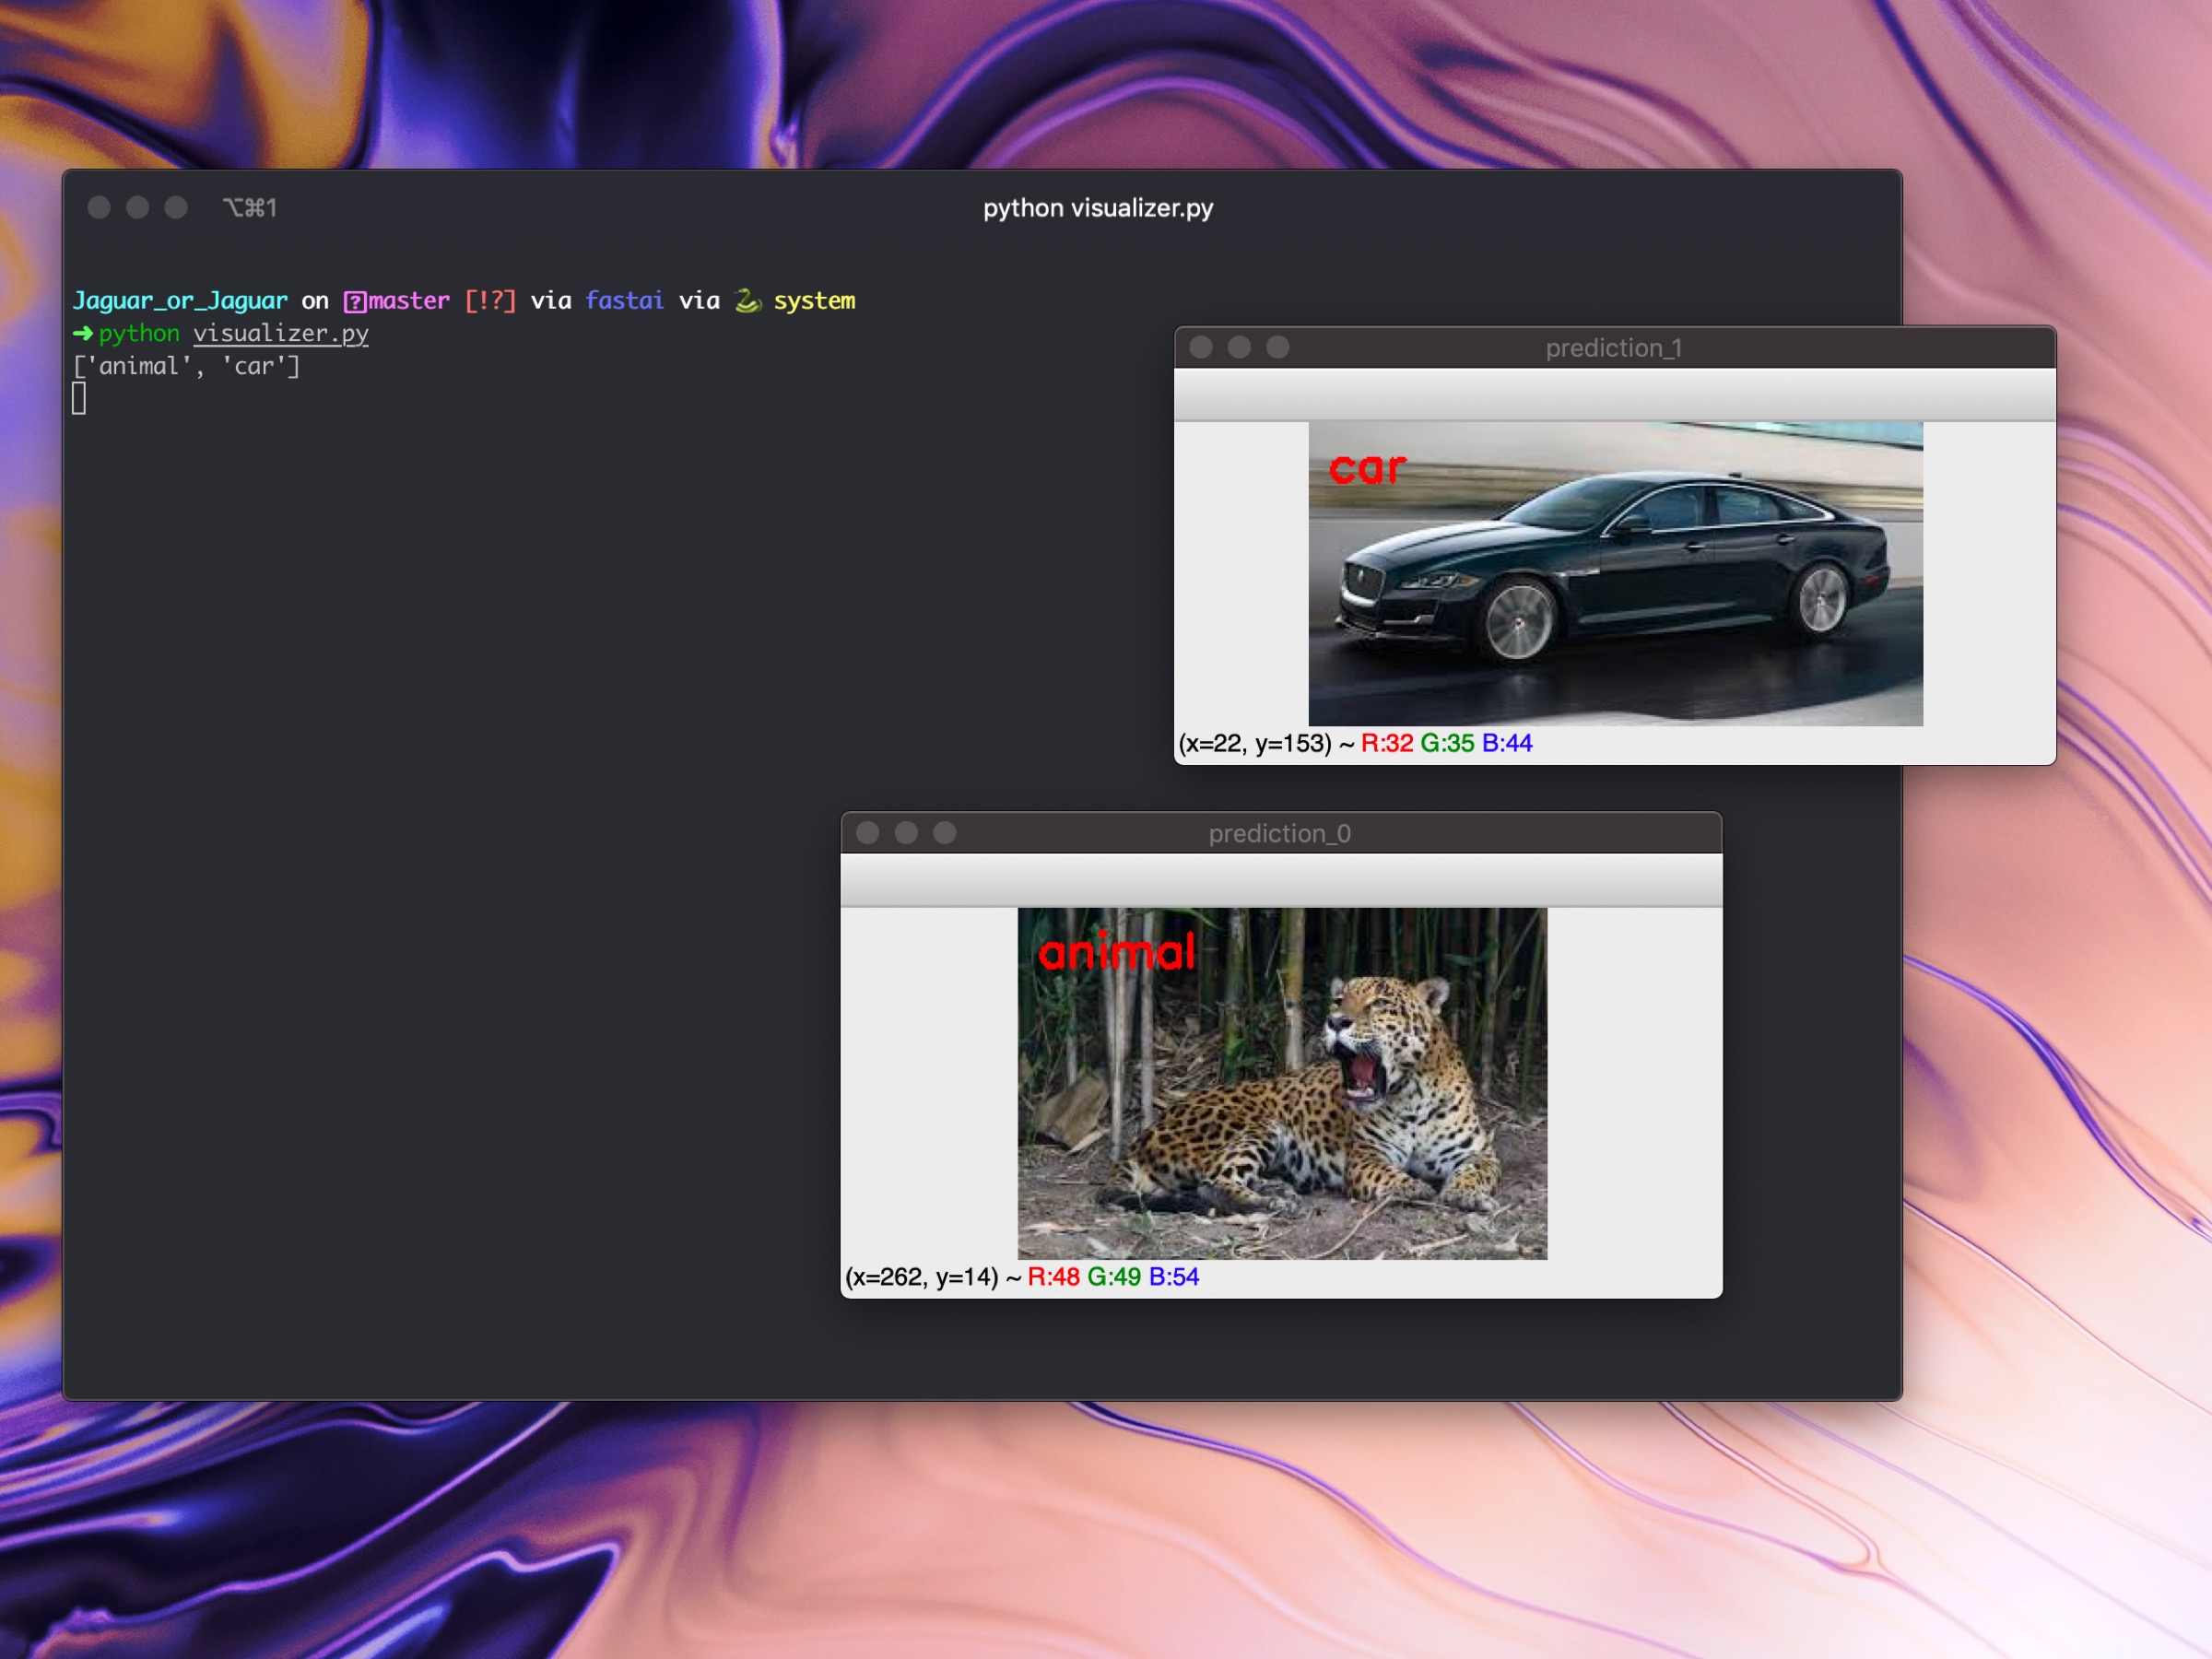 ⌥⌘1
python visualizer.py
Jaguar_or_Jaguar on ?master [!?] via fastai via 🐍 system
➜ python visualizer.py
['animal', 'car']
prediction_1
car
(x=22, y=153) ~ R:32 G:35 B:44
prediction_0
animal
(x=262, y=14) ~ R:48 G:49 B:54